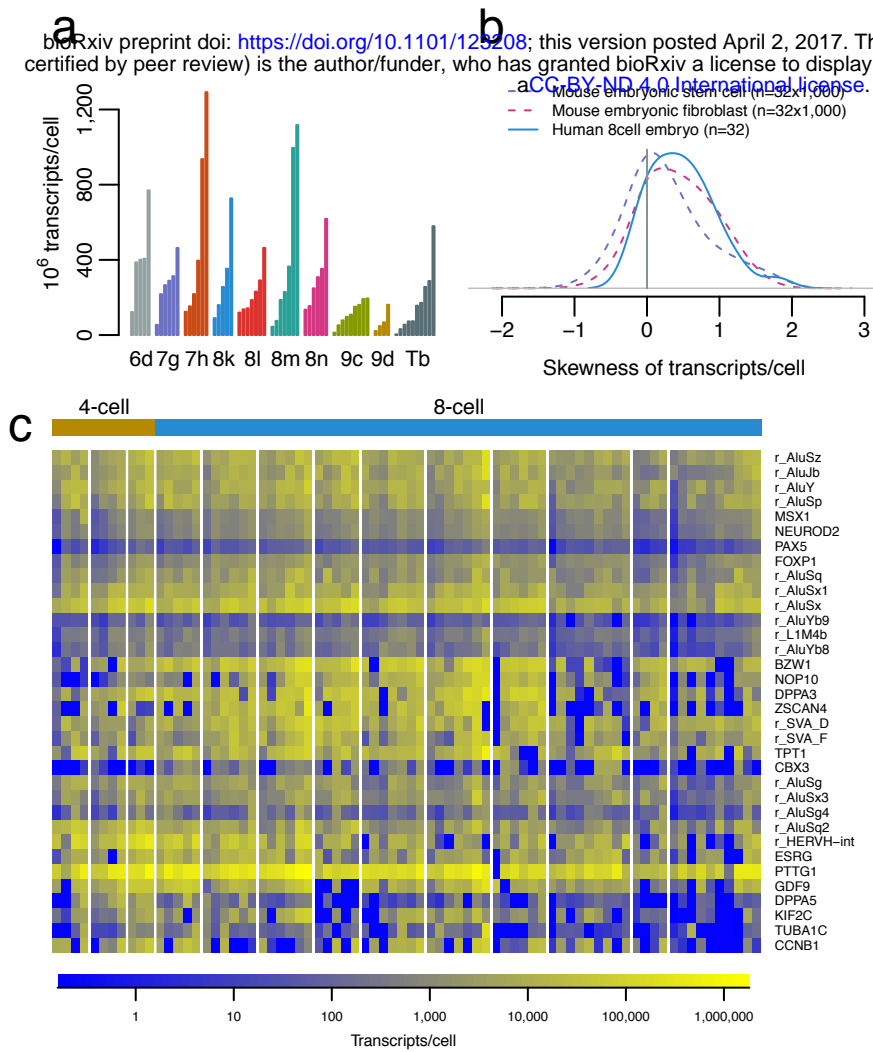 a
b
bioRxiv preprint doi: https://doi.org/10.1101/123208; this version posted April 2, 2017. Th
certified by peer review) is the author/funder, who has granted bioRxiv a license to display
aCC-BY-ND 4.0 International license.
Mouse embryonic stem cell (n=32x1,000)
Mouse embryonic fibroblast (n=32x1,000)
Human 8cell embryo (n=32)
10⁶ transcripts/cell
1,200
800
400
0
6d 7g 7h 8k 8l 8m 8n 9c 9d Tb
−2 −1 0 1 2 3
Skewness of transcripts/cell
c
4-cell 8-cell
r_AluSz
r_AluJb
r_AluY
r_AluSp
MSX1
NEUROD2
PAX5
FOXP1
r_AluSq
r_AluSx1
r_AluSx
r_AluYb9
r_L1M4b
r_AluYb8
BZW1
NOP10
DPPA3
ZSCAN4
r_SVA_D
r_SVA_F
TPT1
CBX3
r_AluSg
r_AluSx3
r_AluSg4
r_AluSq2
r_HERVH−int
ESRG
PTTG1
GDF9
DPPA5
KIF2C
TUBA1C
CCNB1
1 10 100 1,000 10,000 100,000 1,000,000
Transcripts/cell